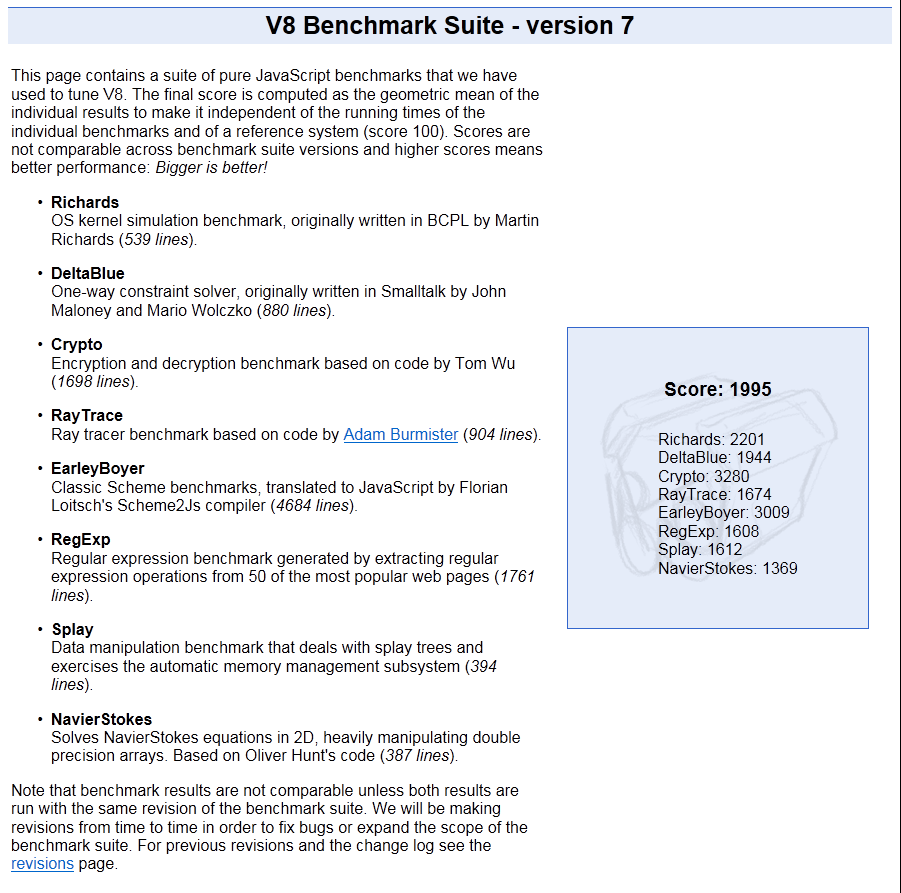 V8 Benchmark Suite - version 7
This page contains a suite of pure JavaScript benchmarks that we have
used to tune V8. The final score is computed as the geometric mean of the
individual results to make it independent of the running times of the
individual benchmarks and of a reference system (score 100). Scores are
not comparable across benchmark suite versions and higher scores means
better performance: Bigger is better!
• Richards
OS kernel simulation benchmark, originally written in BCPL by Martin
Richards (539 lines).
• DeltaBlue
One-way constraint solver, originally written in Smalltalk by John
Maloney and Mario Wolczko (880 lines).
• Crypto
Encryption and decryption benchmark based on code by Tom Wu
(1698 lines).
• RayTrace
Ray tracer benchmark based on code by Adam Burmister (904 lines).
• EarleyBoyer
Classic Scheme benchmarks, translated to JavaScript by Florian
Loitsch's Scheme2Js compiler (4684 lines).
• RegExp
Regular expression benchmark generated by extracting regular
expression operations from 50 of the most popular web pages (1761
lines).
• Splay
Data manipulation benchmark that deals with splay trees and
exercises the automatic memory management subsystem (394
lines).
• NavierStokes
Solves NavierStokes equations in 2D, heavily manipulating double
precision arrays. Based on Oliver Hunt's code (387 lines).
Note that benchmark results are not comparable unless both results are
run with the same revision of the benchmark suite. We will be making
revisions from time to time in order to fix bugs or expand the scope of the
benchmark suite. For previous revisions and the change log see the
revisions page.
Score: 1995
Richards: 2201
DeltaBlue: 1944
Crypto: 3280
RayTrace: 1674
EarleyBoyer: 3009
RegExp: 1608
Splay: 1612
NavierStokes: 1369